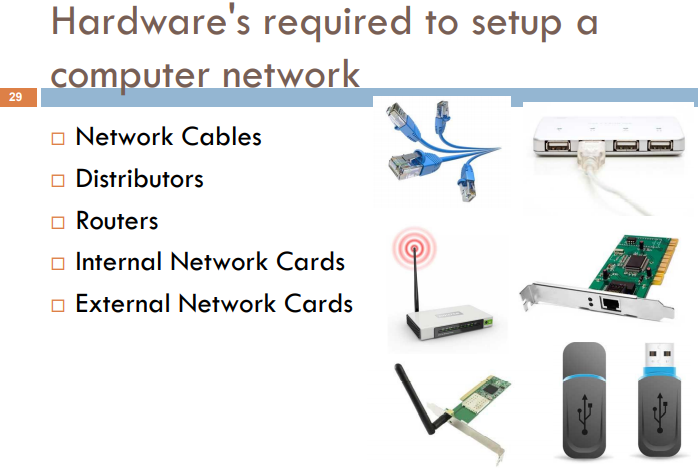 Hardware's required to setup a
computer network
29
Network Cables
Distributors
Routers
Internal Network Cards
External Network Cards